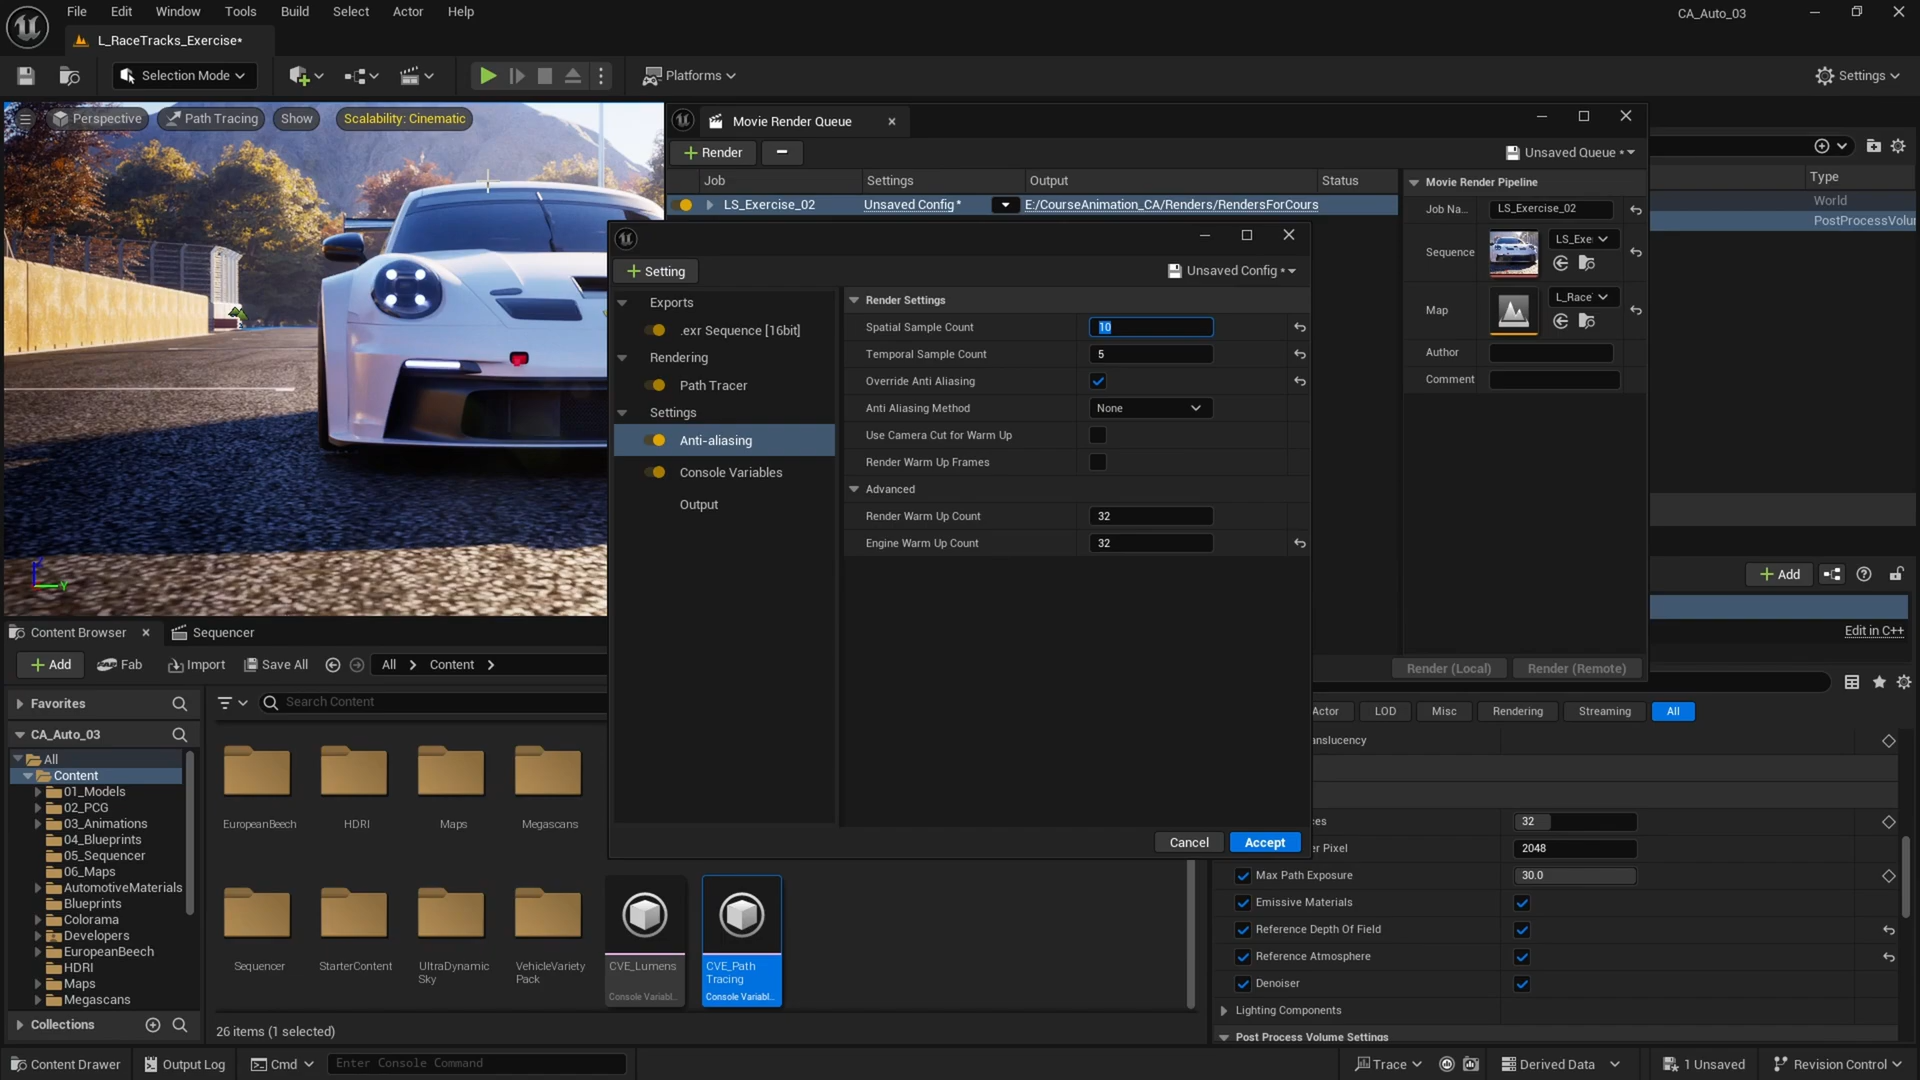 File Edit Window Tools Build Select Actor Help
CA_Auto_03
L_RaceTracks_Exercise*
Selection Mode
Platforms
Settings
Perspective
Path Tracing
Show
Scalability: Cinematic
Movie Render Queue
Render
Unsaved Queue *
Job Settings Output Status
LS_Exercise_02 Unsaved Config* E:/CourseAnimation_CA/Renders/RendersForCours
Movie Render Pipeline
Job Na... LS_Exercise_02
Sequence LS_Exe
Map L_Race
Author
Comment
Type
World
PostProcessVolu
Setting
Unsaved Config *
Exports
.exr Sequence [16bit]
Rendering
Path Tracer
Settings
Anti-aliasing
Console Variables
Output
Render Settings
Spatial Sample Count 10
Temporal Sample Count 5
Override Anti Aliasing
Anti Aliasing Method None
Use Camera Cut for Warm Up
Render Warm Up Frames
Advanced
Render Warm Up Count 32
Engine Warm Up Count 32
Cancel Accept
Render (Local) Render (Remote)
Add
Edit in C++
Actor LOD Misc Rendering Streaming All
anslucency
ces 32
r Pixel 2048
Max Path Exposure 30.0
Emissive Materials
Reference Depth Of Field
Reference Atmosphere
Denoiser
Lighting Components
Post Process Volume Settings
Content Browser
Sequencer
Add Fab Import Save All All Content
Favorites
Search Content
CA_Auto_03
All
Content
01_Models
02_PCG
03_Animations
04_Blueprints
05_Sequencer
06_Maps
AutomotiveMaterials
Blueprints
Colorama
Developers
EuropeanBeech
HDRI
Maps
Megascans
Collections
EuropeanBeech HDRI Maps Megascans
Sequencer StarterContent UltraDynamic
Sky
VehicleVariety
Pack
CVE_Lumens
Console Variabl...
CVE_Path
Tracing
Console Variabl...
26 items (1 selected)
Content Drawer Output Log Cmd Enter Console Command
Trace Derived Data 1 Unsaved Revision Control